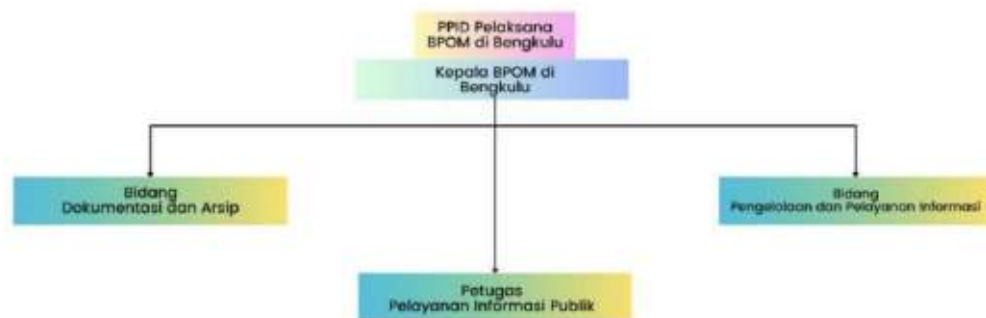 PPID Pelaksana
BPOM di Bengkulu
Kepala BPOM di
Bengkulu
Bidang
Dokumentasi dan Arsip
Bidang
Pengelolaan dan Pelayanan Informasi
Petugas
Pelayanan Informasi Publik